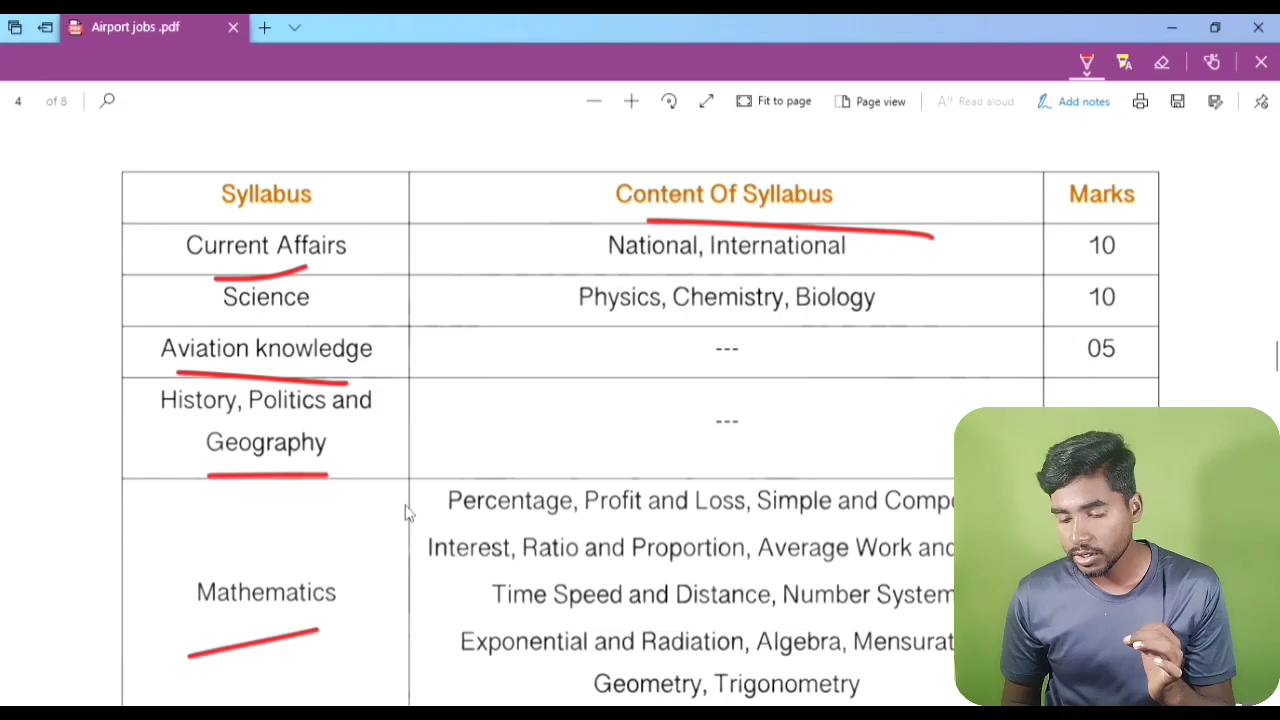 Airport jobs .pdf
4 of 8
Fit to page
Page view
Read aloud
Add notes
Syllabus Content Of Syllabus Marks
Current Affairs National, International 10
Science Physics, Chemistry, Biology 10
Aviation knowledge --- 05
History, Politics and
Geography ---
Percentage, Profit and Loss, Simple and
Interest, Ratio and Proportion, Average Work and
Mathematics Time Speed and Distance, Number System
Exponential and Radiation, Algebra,
Geometry, Trigonometry